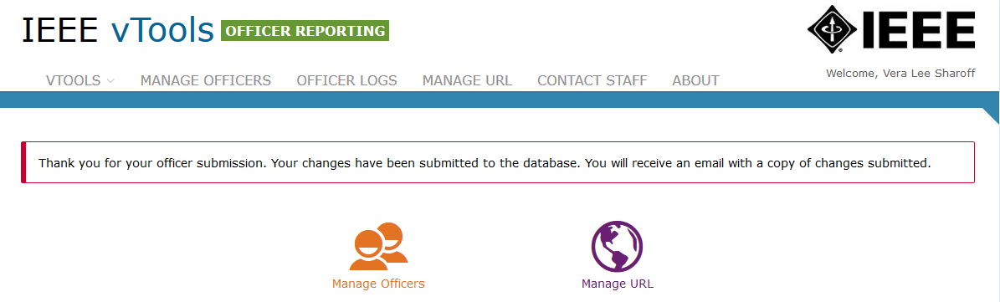 IEEE vTools OFFICER REPORTING
IEEE
Welcome, Vera Lee Sharoff
VTOOLS MANAGE OFFICERS OFFICER LOGS MANAGE URL CONTACT STAFF ABOUT
Thank you for your officer submission. Your changes have been submitted to the database. You will receive an email with a copy of changes submitted.
Manage Officers Manage URL